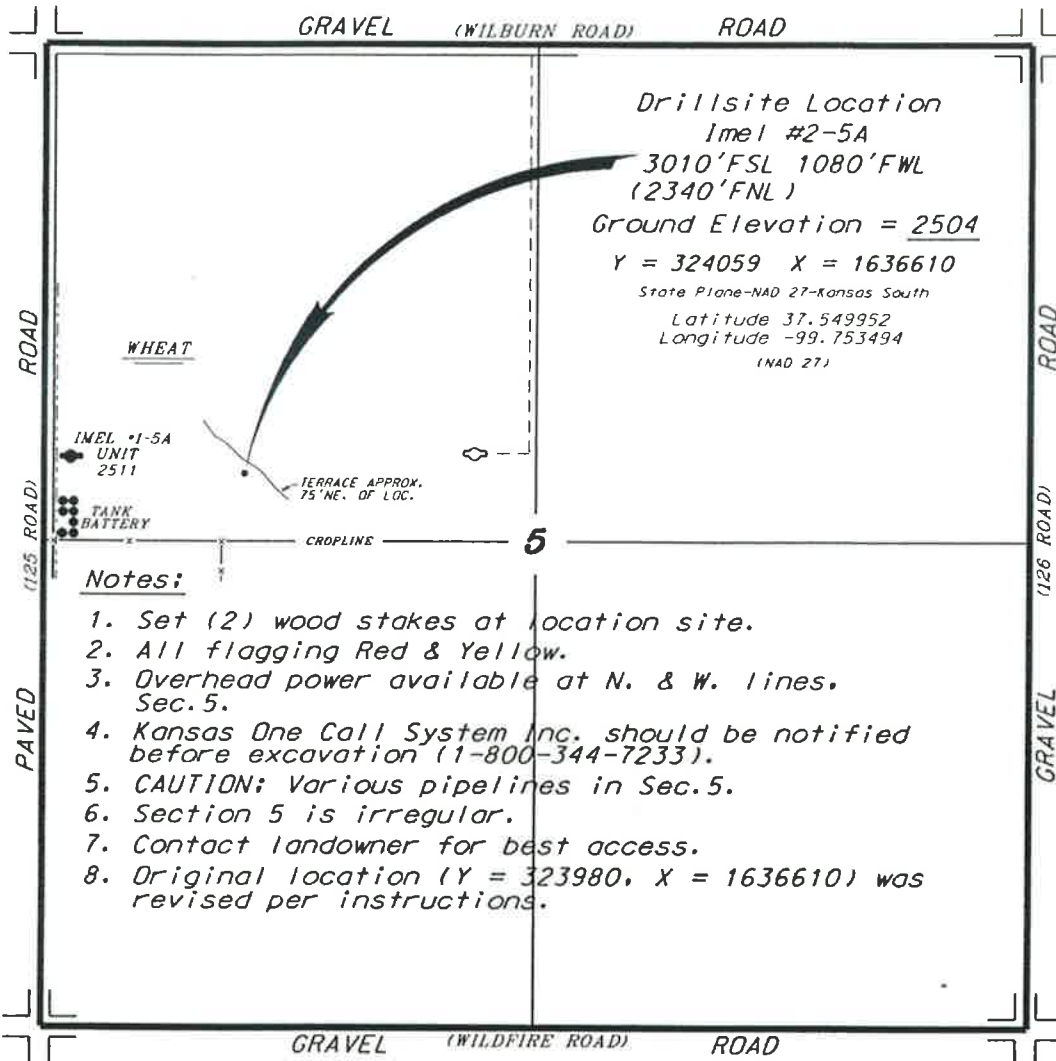 GRAVEL (WILBURN ROAD) ROAD
Drillsite Location
Imel #2-5A
3010'FSL 1080'FWL
(2340'FNL)
Ground Elevation = 2504
Y = 324059 X = 1636610
State Plane-NAD 27-Kansas South
Latitude 37.549952
Longitude -99.753494
(NAD 27)
WHEAT
IMEL #1-5A
UNIT
2511
TERRACE APPROX.
75'NE. OF LOC.
TANK
BATTERY
CROPLINE
5
PAVED (125 ROAD) ROAD
GRAVEL (126 ROAD) ROAD
Notes:
1. Set (2) wood stakes at location site.
2. All flagging Red & Yellow.
3. Overhead power available at N. & W. lines,
Sec.5.
4. Kansas One Call System Inc. should be notified
before excavation (1-800-344-7233).
5. CAUTION: Various pipelines in Sec.5.
6. Section 5 is irregular.
7. Contact landowner for best access.
8. Original location (Y = 323980, X = 1636610) was
revised per instructions.
GRAVEL (WILDFIRE ROAD) ROAD